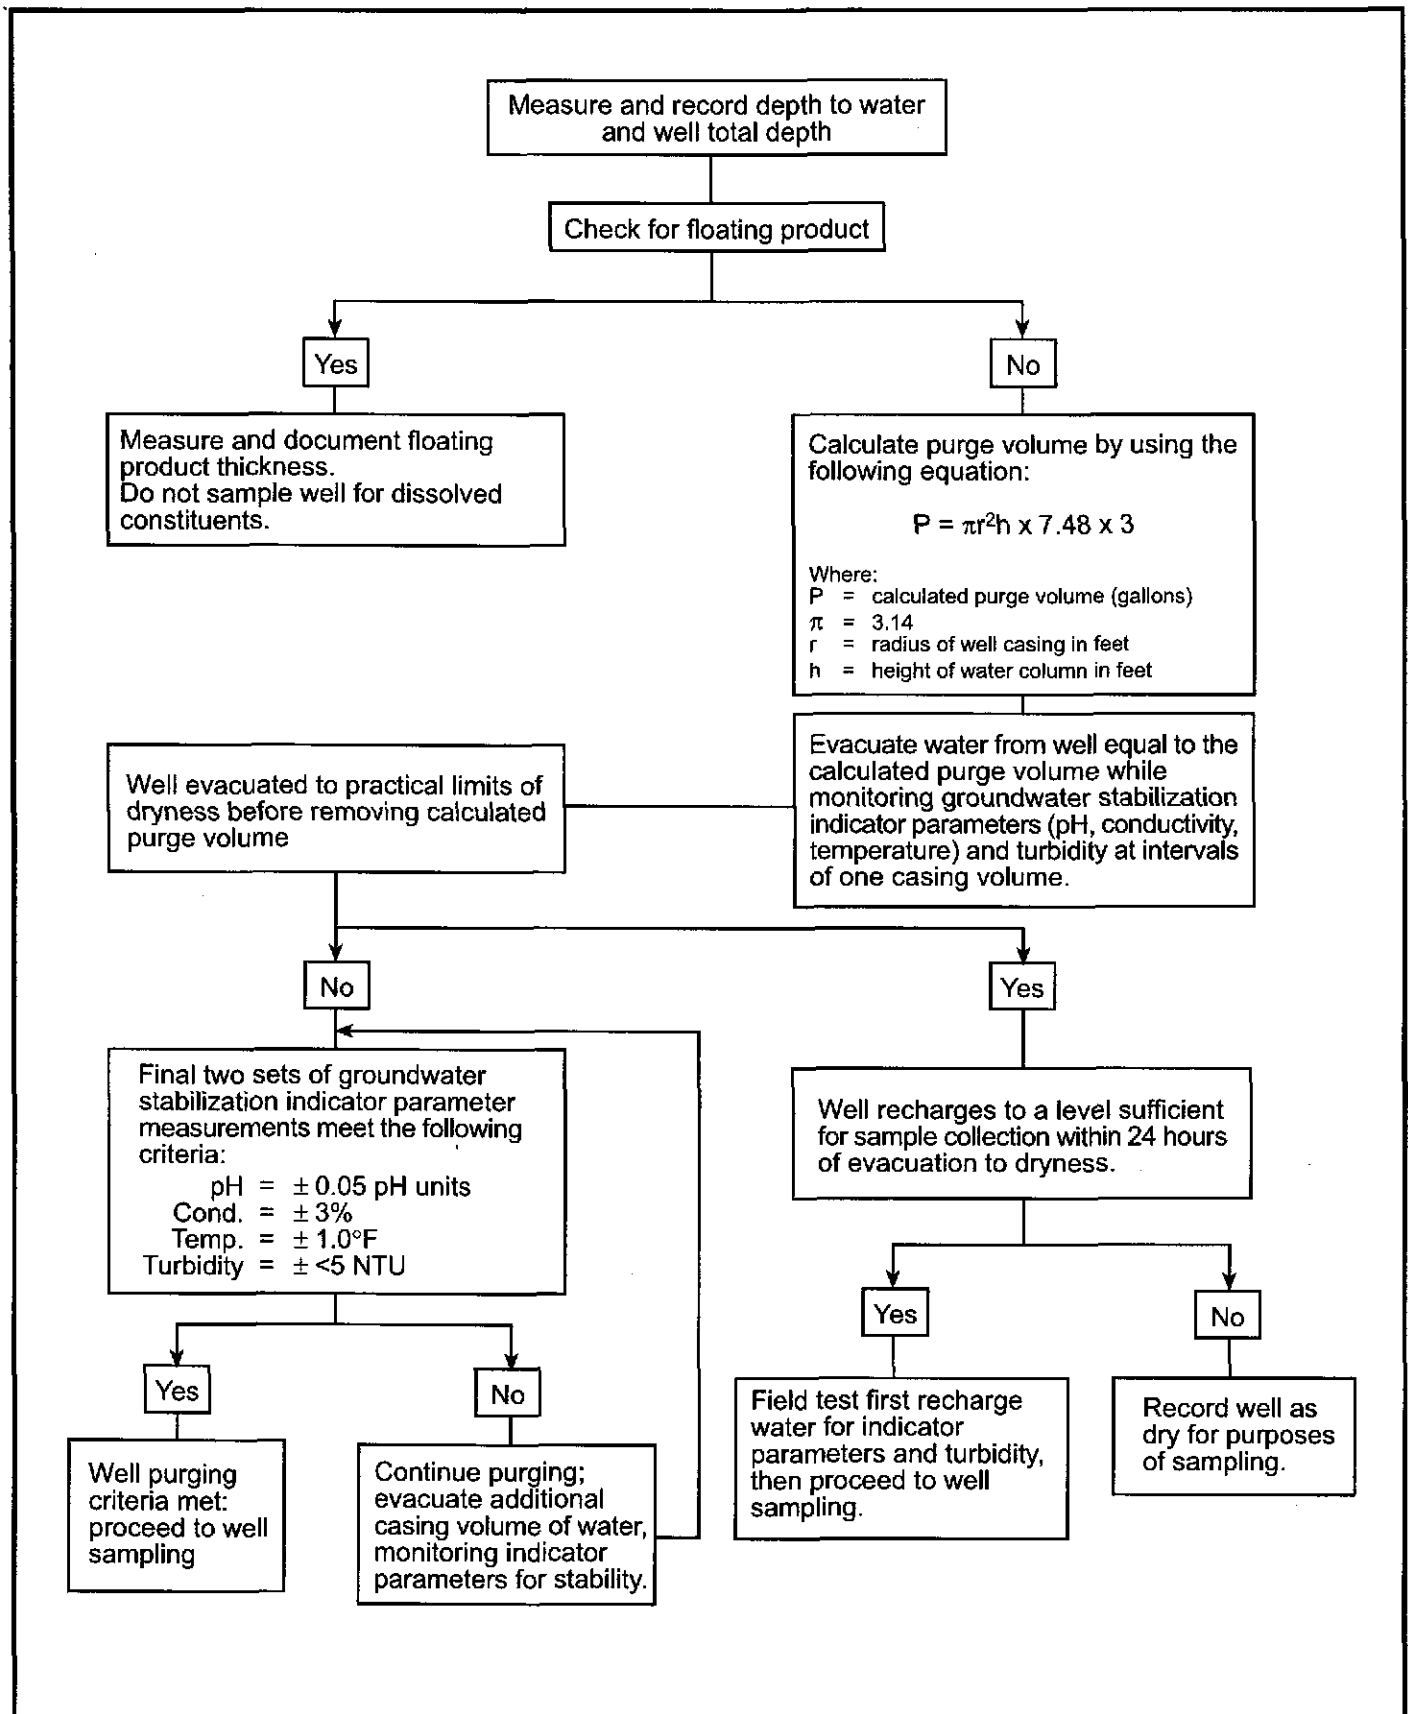 Measure and record depth to water
and well total depth
Check for floating product
Yes
No
Measure and document floating
product thickness.
Do not sample well for dissolved
constituents.
Calculate purge volume by using the
following equation:
P = πr²h x 7.48 x 3
Where:
P = calculated purge volume (gallons)
π = 3.14
r = radius of well casing in feet
h = height of water column in feet
Evacuate water from well equal to the
calculated purge volume while
monitoring groundwater stabilization
indicator parameters (pH, conductivity,
temperature) and turbidity at intervals
of one casing volume.
Well evacuated to practical limits of
dryness before removing calculated
purge volume
No
Yes
Final two sets of groundwater
stabilization indicator parameter
measurements meet the following
criteria:
pH = ± 0.05 pH units
Cond. = ± 3%
Temp. = ± 1.0°F
Turbidity = ± <5 NTU
Well recharges to a level sufficient
for sample collection within 24 hours
of evacuation to dryness.
Yes
No
Yes
No
Well purging
criteria met:
proceed to well
sampling
Continue purging;
evacuate additional
casing volume of water,
monitoring indicator
parameters for stability.
Field test first recharge
water for indicator
parameters and turbidity,
then proceed to well
sampling.
Record well as
dry for purposes
of sampling.